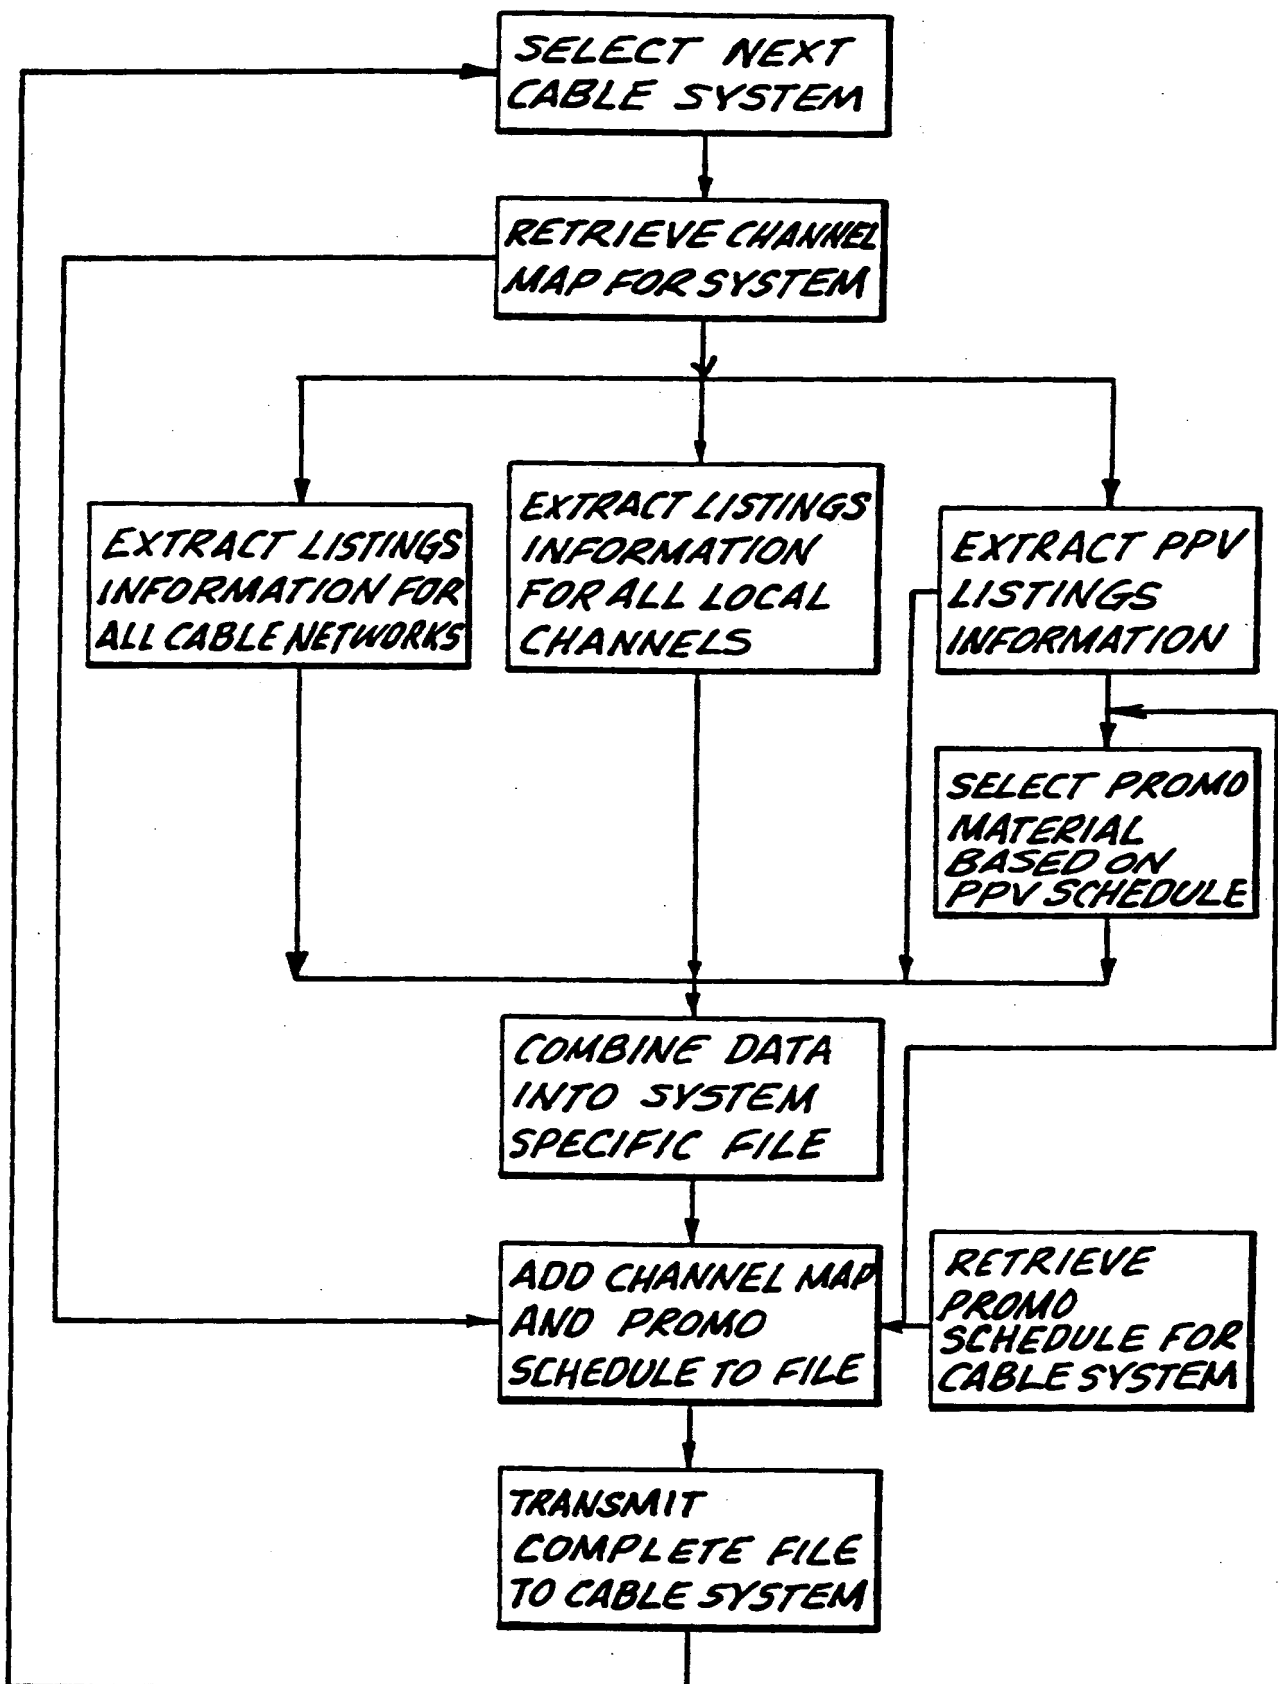 SELECT NEXT
CABLE SYSTEM
RETRIEVE CHANNEL
MAP FOR SYSTEM
EXTRACT LISTINGS
INFORMATION FOR
ALL CABLE NETWORKS
EXTRACT LISTINGS
INFORMATION
FOR ALL LOCAL
CHANNELS
EXTRACT PPV
LISTINGS
INFORMATION
SELECT PROMO
MATERIAL
BASED ON
PPV SCHEDULE
COMBINE DATA
INTO SYSTEM
SPECIFIC FILE
ADD CHANNEL MAP
AND PROMO
SCHEDULE TO FILE
RETRIEVE
PROMO
SCHEDULE FOR
CABLE SYSTEM
TRANSMIT
COMPLETE FILE
TO CABLE SYSTEM